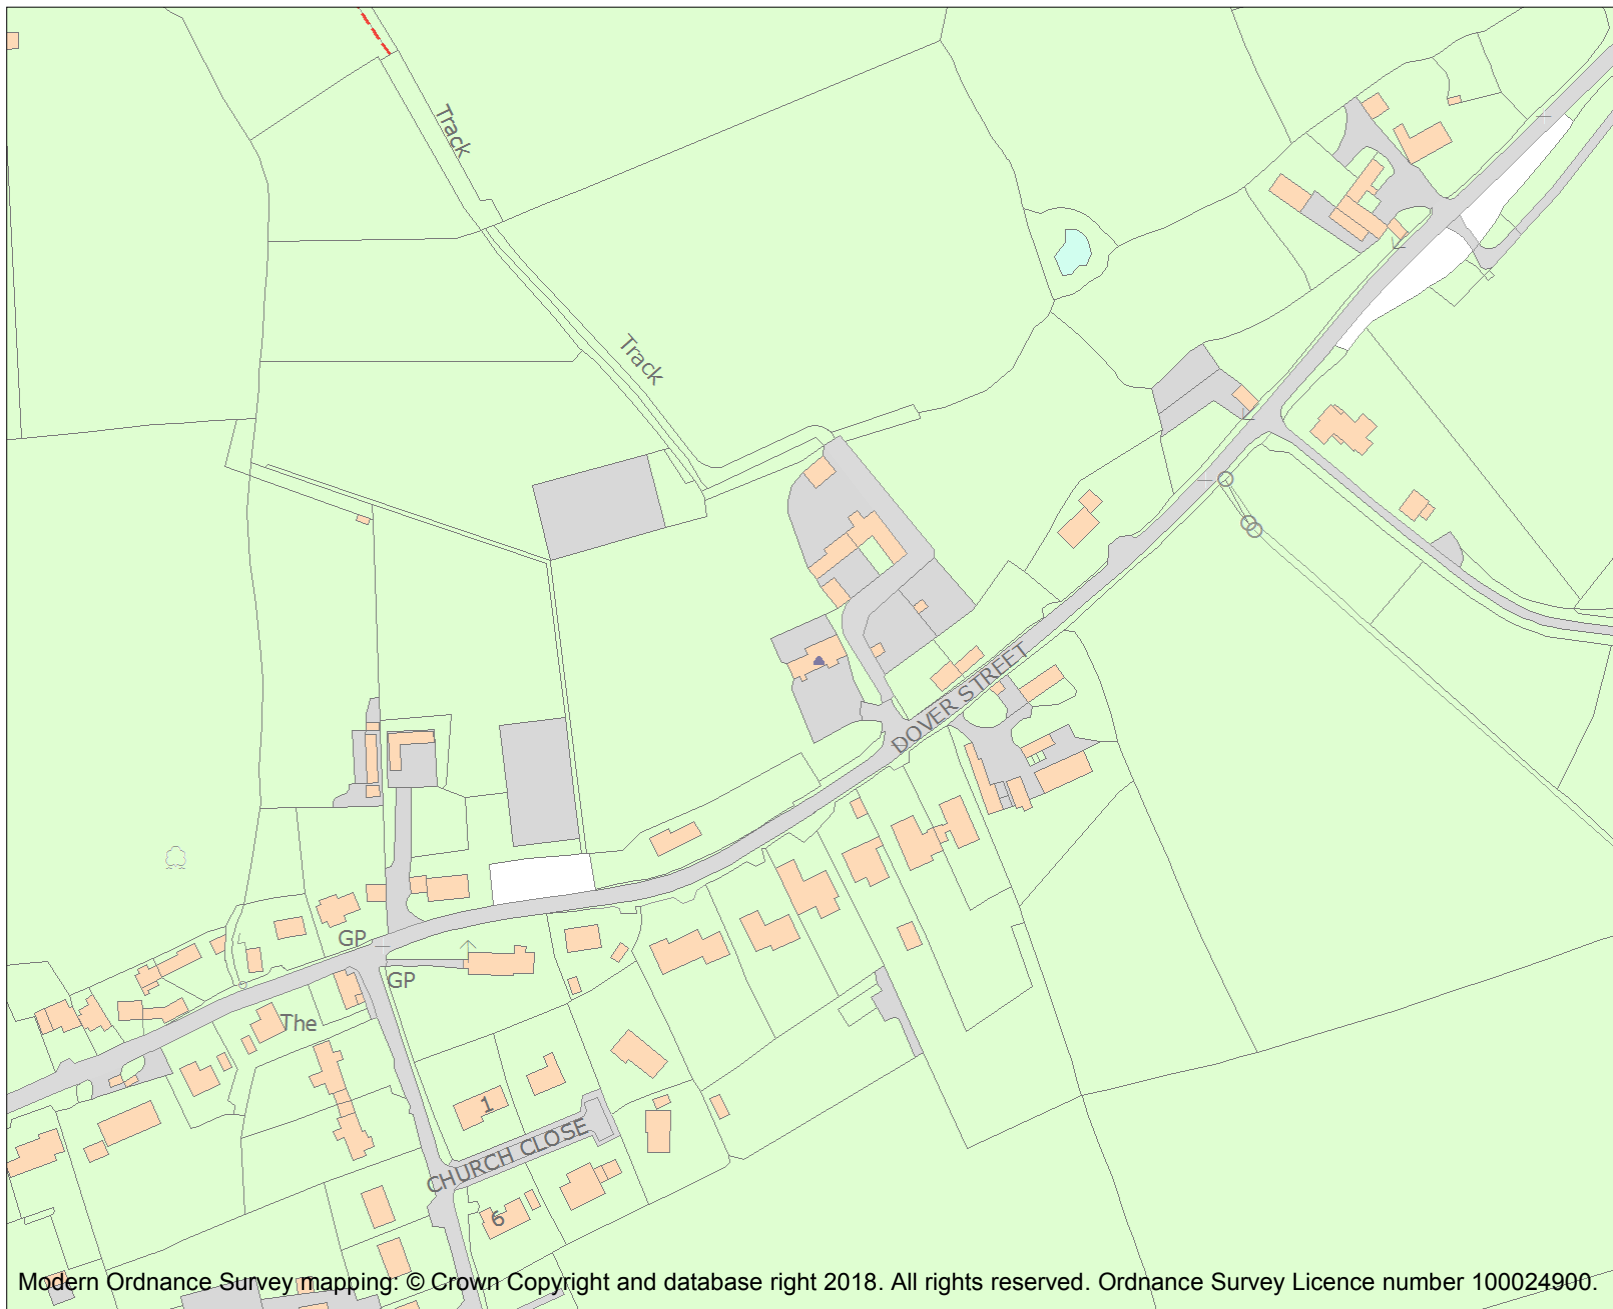 Track
Track
DOVER STREET
GP
GP
The
1
CHURCH CLOSE
6
Modern Ordnance Survey mapping: © Crown Copyright and database right 2018. All rights reserved. Ordnance Survey Licence number 100024900.